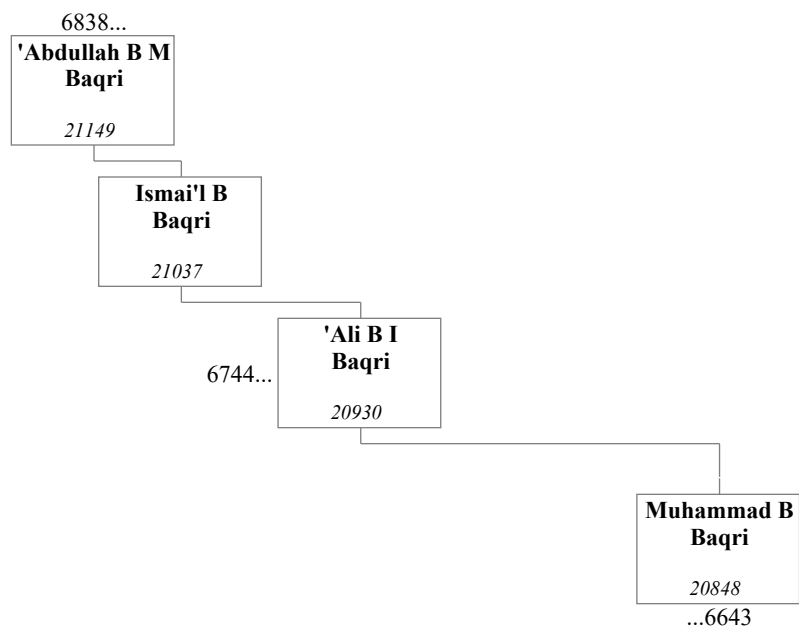 6838...
'Abdullah B M
Baqri
21149
Ismai'l B
Baqri
21037
'Ali B I
Baqri
6744...
20930
Muhammad B
Baqri
20848
...6643